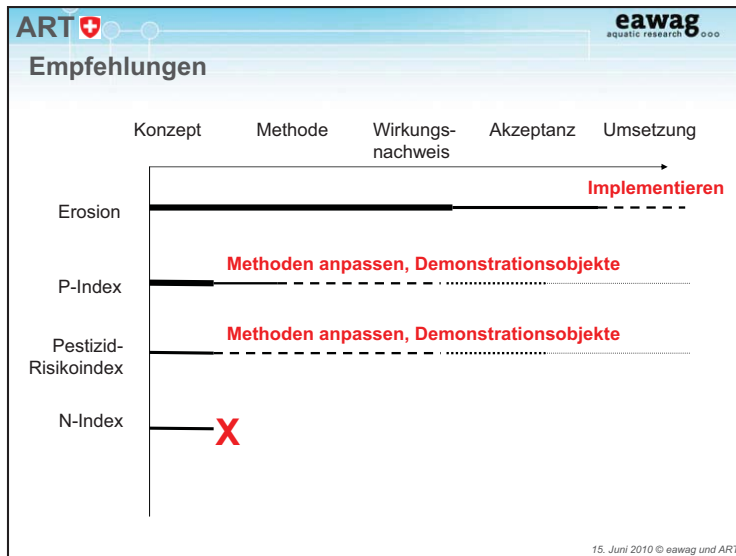 ART
eawag
aquatic research ooo
Empfehlungen
Konzept Methode Wirkungs- Akzeptanz Umsetzung
nachweis
Implementieren
Erosion
Methoden anpassen, Demonstrationsobjekte
P-Index
Methoden anpassen, Demonstrationsobjekte
Pestizid-
Risikoindex
N-Index
X
15. Juni 2010 © eawag und ART